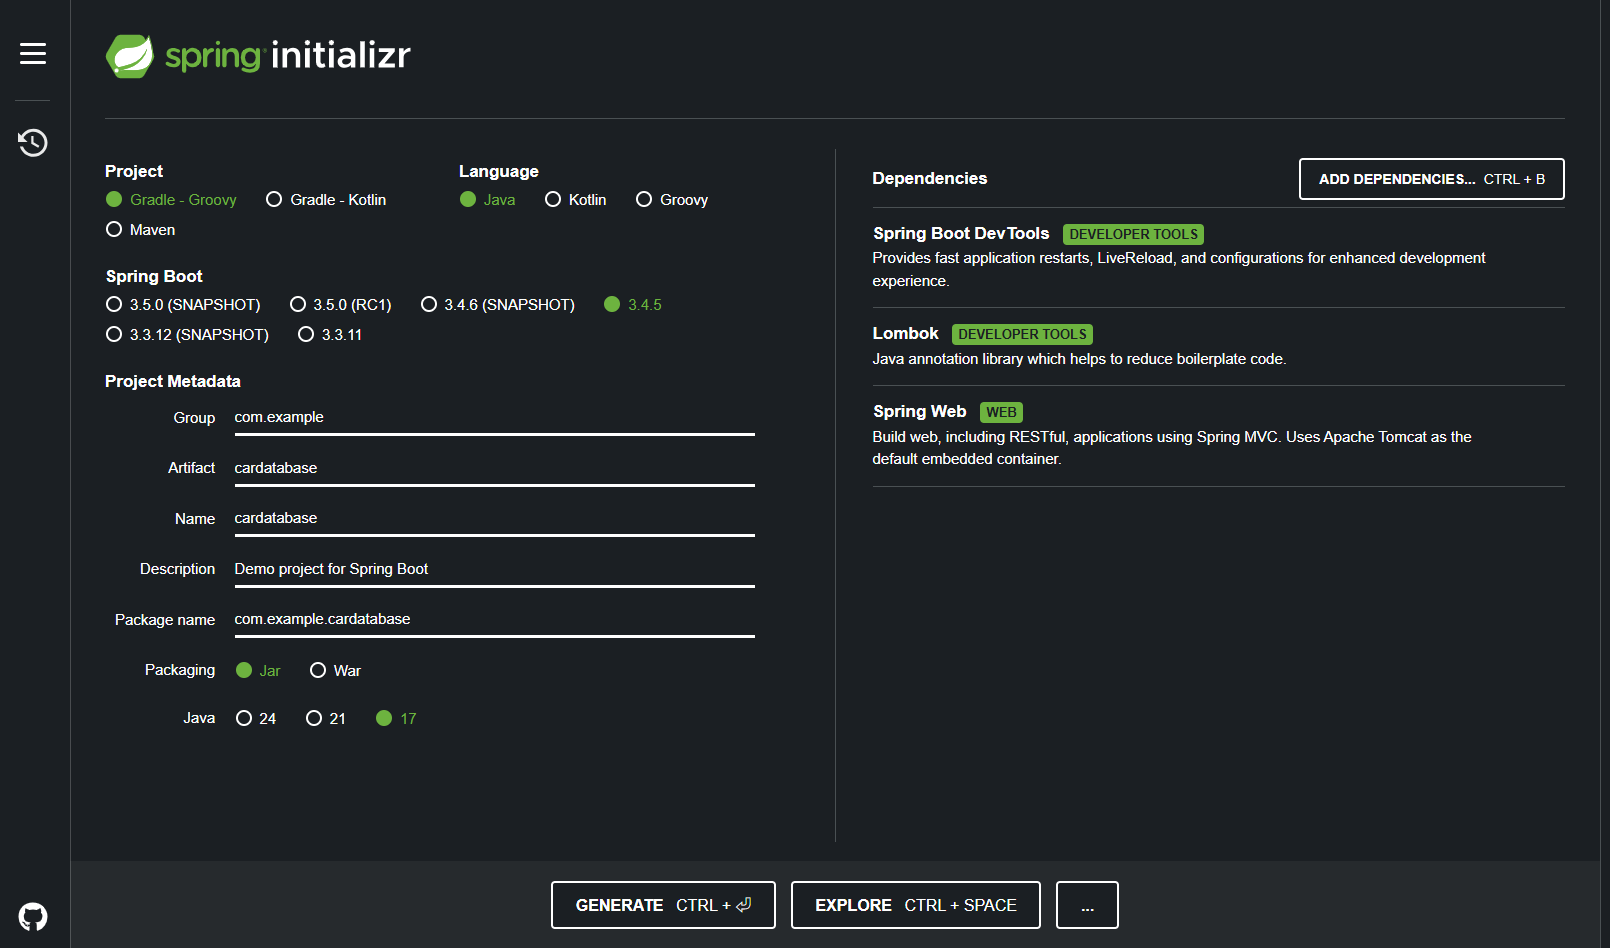 spring initializr
Project
Gradle - Groovy
Gradle - Kotlin
Maven
Language
Java
Kotlin
Groovy
Spring Boot
3.5.0 (SNAPSHOT)
3.5.0 (RC1)
3.4.6 (SNAPSHOT)
3.4.5
3.3.12 (SNAPSHOT)
3.3.11
Project Metadata
Group com.example
Artifact cardatabase
Name cardatabase
Description Demo project for Spring Boot
Package name com.example.cardatabase
Packaging Jar War
Java 24 21 17
Dependencies
ADD DEPENDENCIES... CTRL + B
Spring Boot DevTools DEVELOPER TOOLS
Provides fast application restarts, LiveReload, and configurations for enhanced development
experience.
Lombok DEVELOPER TOOLS
Java annotation library which helps to reduce boilerplate code.
Spring Web WEB
Build web, including RESTful, applications using Spring MVC. Uses Apache Tomcat as the
default embedded container.
GENERATE CTRL + ⏎
EXPLORE CTRL + SPACE
...